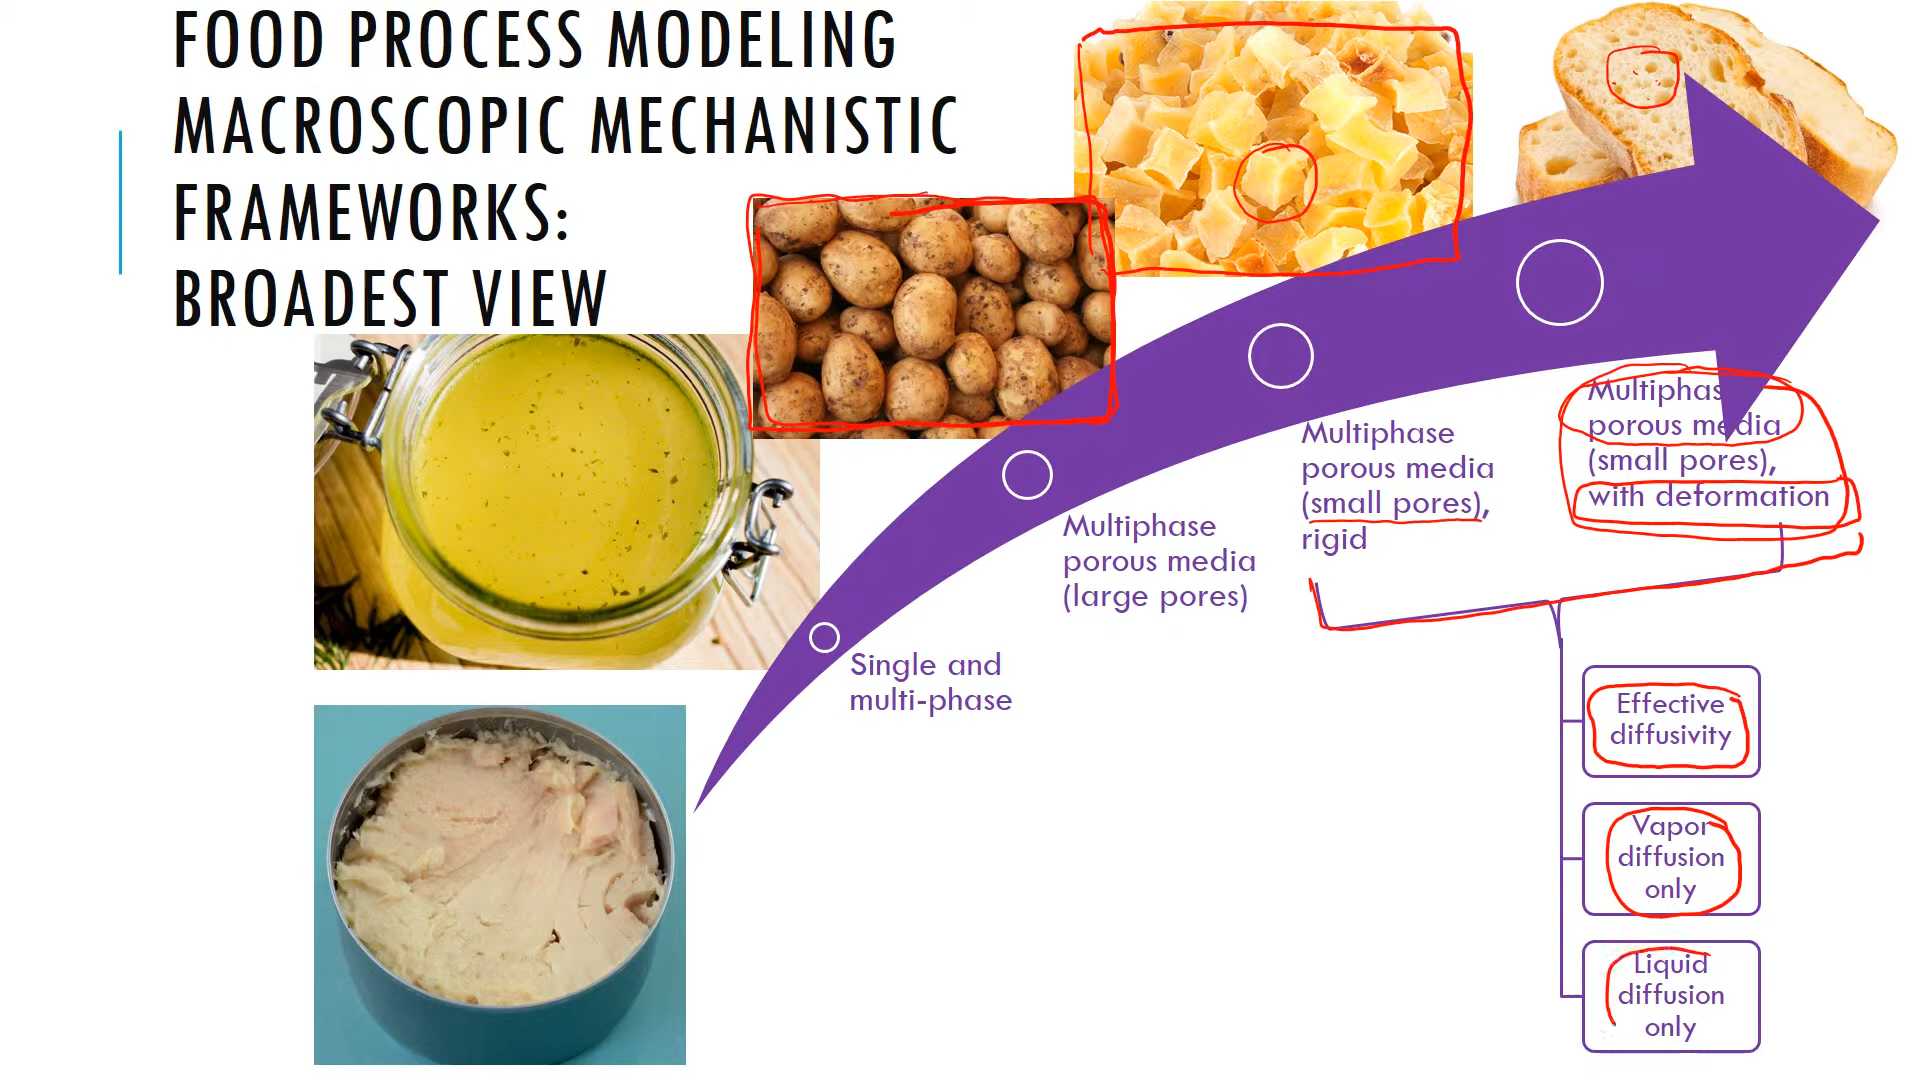 FOOD PROCESS MODELING
MACROSCOPIC MECHANISTIC
FRAMEWORKS:
BROADEST VIEW
Single and
multi-phase
Multiphase
porous media
(large pores)
Multiphase
porous media
(small pores),
rigid
Multiphas
porous media
(small pores),
with deformation
Effective
diffusivity
Vapor
diffusion
only
Liquid
diffusion
only